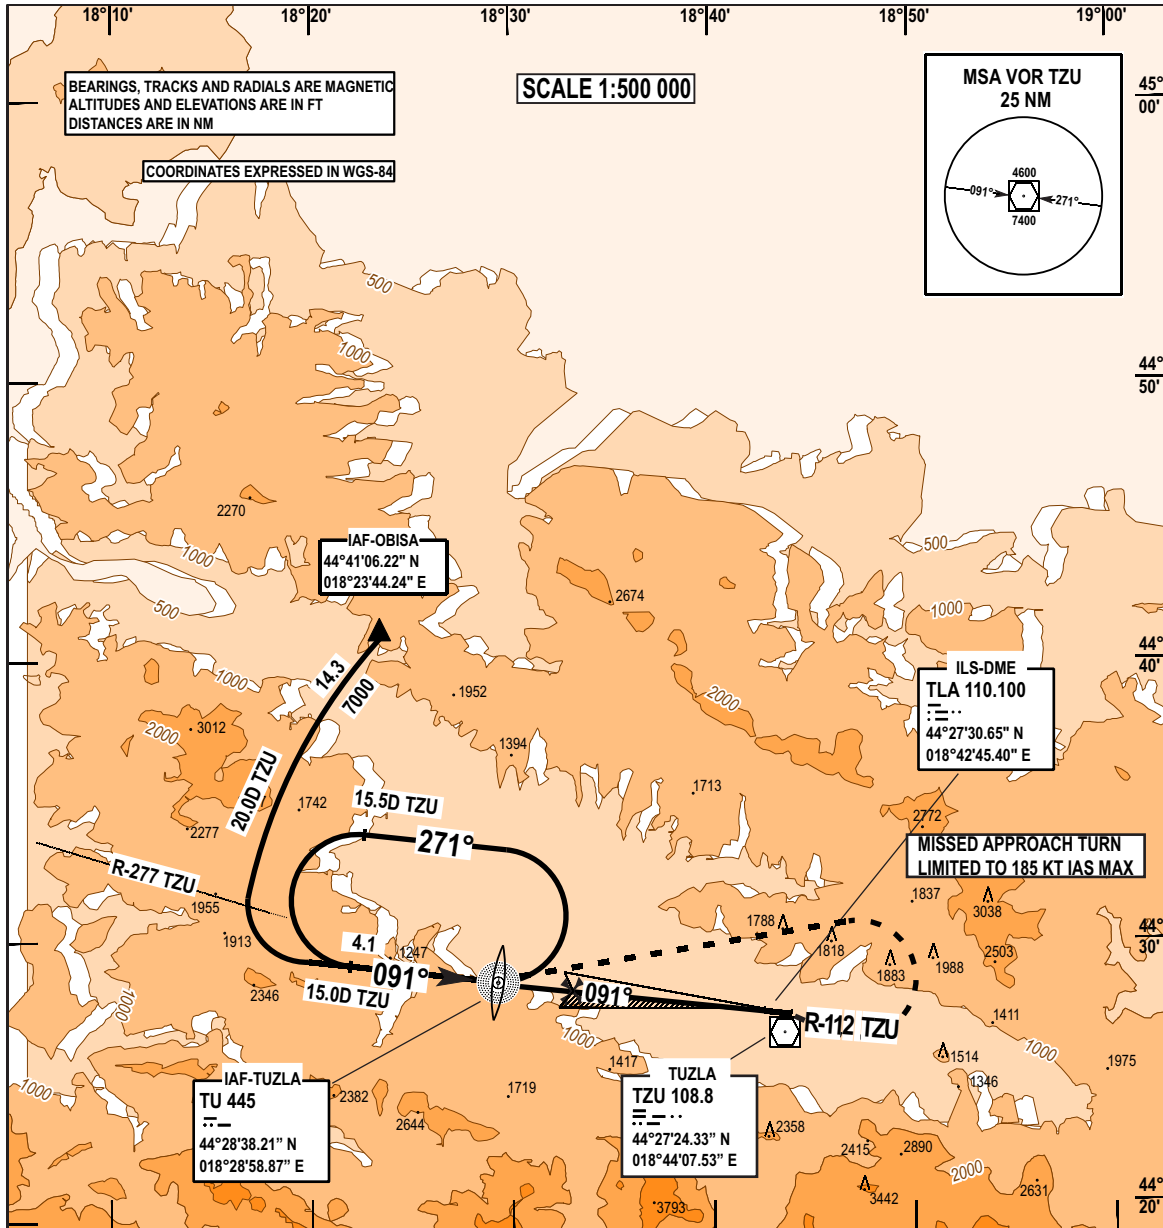 18°10'
18°20'
18°30'
18°40'
18°50'
19°00'
BEARINGS, TRACKS AND RADIALS ARE MAGNETIC
ALTITUDES AND ELEVATIONS ARE IN FT
DISTANCES ARE IN NM
SCALE 1:500 000
COORDINATES EXPRESSED IN WGS-84
MSA VOR TZU
25 NM
4600
091°
271°
7400
45°
00'
500
1000
44°
50'
2270
1000
500
IAF-OBISA
44°41'06.22" N
018°23'44.24" E
2674
500
1000
44°
40'
14.3
7000
1000
1952
2000
ILS-DME
TLA 110.100
44°27'30.65" N
018°42'45.40" E
2000
3012
1394
20.0D TZU
1742
15.5D TZU
1713
2277
271°
2772
MISSED APPROACH TURN
LIMITED TO 185 KT IAS MAX
R-277 TZU
1955
1837
3038
1788
1818
1913
4.1
1247
44°
30'
2503
1988
1883
091°
2346
15.0D TZU
091°
1000
R-112 TZU
1411
1000
1000
1417
1514
1975
1346
1000
2382
IAF-TUZLA
TU 445
44°28'38.21” N
018°28'58.87” E
1719
2644
TUZLA
TZU 108.8
44°27'24.33” N
018°44'07.53” E
2358
2415
2890
2000
3442
2631
3793
44°
20'